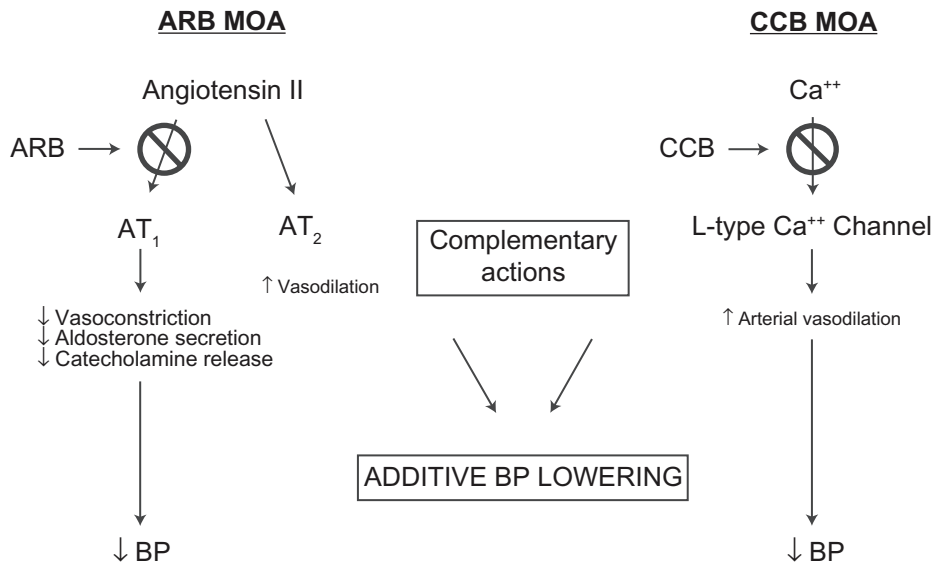 ARB MOA
Angiotensin II
ARB
AT₁
AT₂
↑ Vasodilation
↓ Vasoconstriction
↓ Aldosterone secretion
↓ Catecholamine release
↓ BP
Complementary
actions
ADDITIVE BP LOWERING
CCB MOA
Ca⁺⁺
CCB
L-type Ca⁺⁺ Channel
↑ Arterial vasodilation
↓ BP